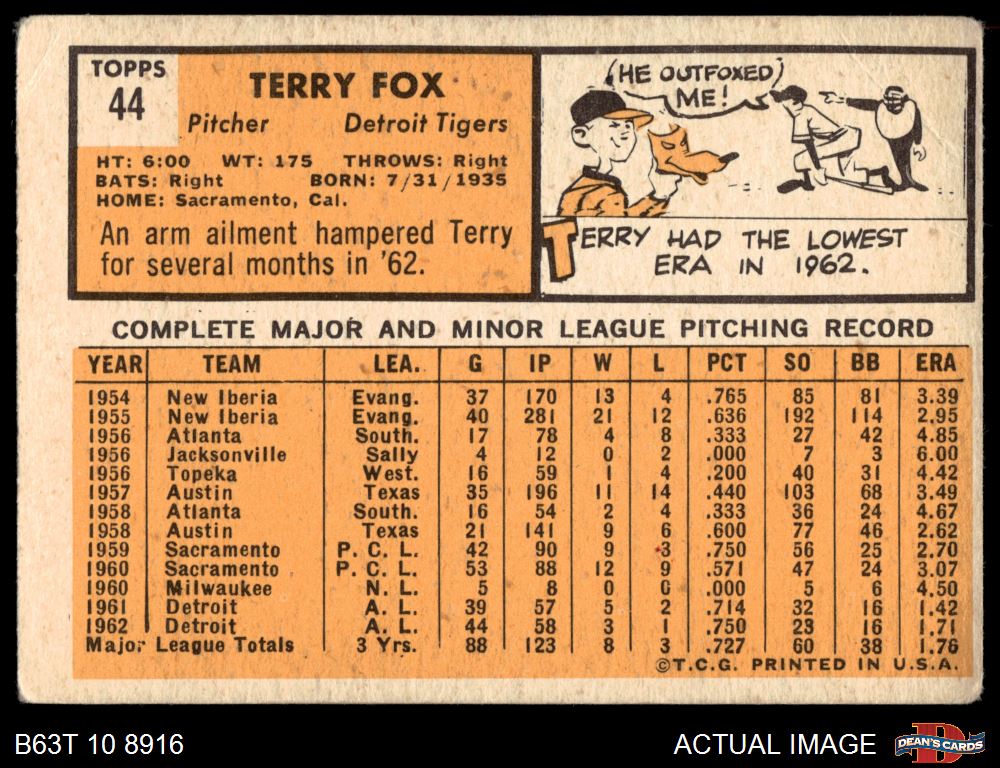 TOPPS
44
TERRY FOX
Pitcher Detroit Tigers
HT: 6:00 WT: 175 THROWS: Right
BATS: Right BORN: 7/31/1935
HOME: Sacramento, Cal.
An arm ailment hampered Terry
for several months in '62.
(HE OUTFOXED)
ME!
TERRY HAD THE LOWEST
ERA IN 1962.
COMPLETE MAJOR AND MINOR LEAGUE PITCHING RECORD
YEAR TEAM LEA. G IP W L PCT SO BB ERA
1954 New Iberia Evang. 37 170 13 4 .765 85 81 3.39
1955 New Iberia Evang. 40 281 21 12 .636 192 114 2.95
1956 Atlanta South. 17 78 4 8 .333 27 42 4.85
1956 Jacksonville Sally 4 12 0 2 .000 7 3 6.00
1956 Topeka West. 16 59 1 4 .200 40 31 4.42
1957 Austin Texas 35 196 11 14 .440 103 68 3.49
1958 Atlanta South. 16 54 2 4 .333 36 24 4.67
1958 Austin Texas 21 141 9 6 .600 77 46 2.62
1959 Sacramento P. C. L. 42 90 9 3 .750 56 25 2.70
1960 Sacramento P. C. L. 53 88 12 9 .571 47 24 3.07
1960 Milwaukee N. L. 5 8 0 0 .000 5 6 4.50
1961 Detroit A. L. 39 57 5 2 .714 32 16 1.42
1962 Detroit A. L. 44 58 3 1 .750 23 16 1.71
Major League Totals 3 Yrs. 88 123 8 3 .727 60 38 1.76
©T.C.G. PRINTED IN U.S.A.
B63T 10 8916
ACTUAL IMAGE
D
DEAN'S CARDS